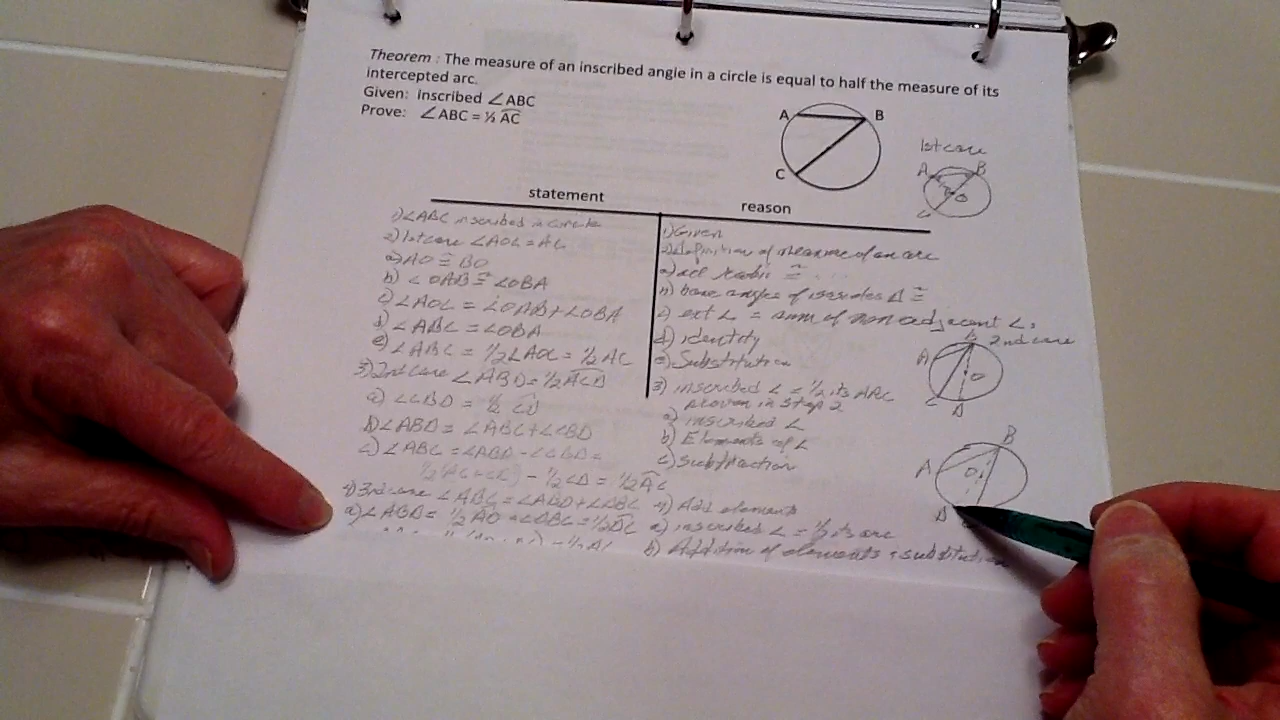 Theorem : The measure of an inscribed angle in a circle is equal to half the measure of its
intercepted arc.
Given: inscribed ∠ABC
Prove: ∠ABC = ½ AC
A B
C
1st case
A B
O
C
statement reason
1) ∠ABC inscribed in circle
2) 1st case ∠AOC = AC
a) AO ≅ BO
b) ∠OAB ≅ ∠OBA
c) ∠AOC = ∠OAB + ∠OBA
d) ∠ABC = ∠OBA
e) ∠ABC = 1/2 ∠AOC = 1/2 AC
3) 2nd case ∠ABD = 1/2 ACD
a) ∠CBD = 1/2 CD
b) ∠ABD = ∠ABC + ∠CBD
c) ∠ABC = ∠ABD - ∠CBD =
- 1/2 CD = 1/2 AC
4) 3rd case ∠ABC = ∠ABD + ∠DBC
a) ∠ABD = 1/2 AD ∠DBC = 1/2 DC
1) Given
2) Definition of measure of an arc
a) all radii ≅
b) base angles of isosceles Δ ≅
c) ext ∠ = sum of non adjacent ∠s
d) identity
e) Substitution
3) inscribed ∠ = 1/2 its ARC
proven in step 2
a) inscribed ∠
b) Elements of ∠
c) subtraction
4) Add elements
a) inscribed ∠ = 1/2 its arc
b) Addition of elements + substitution
B 2nd case
A
O
C D
B
A
O
D